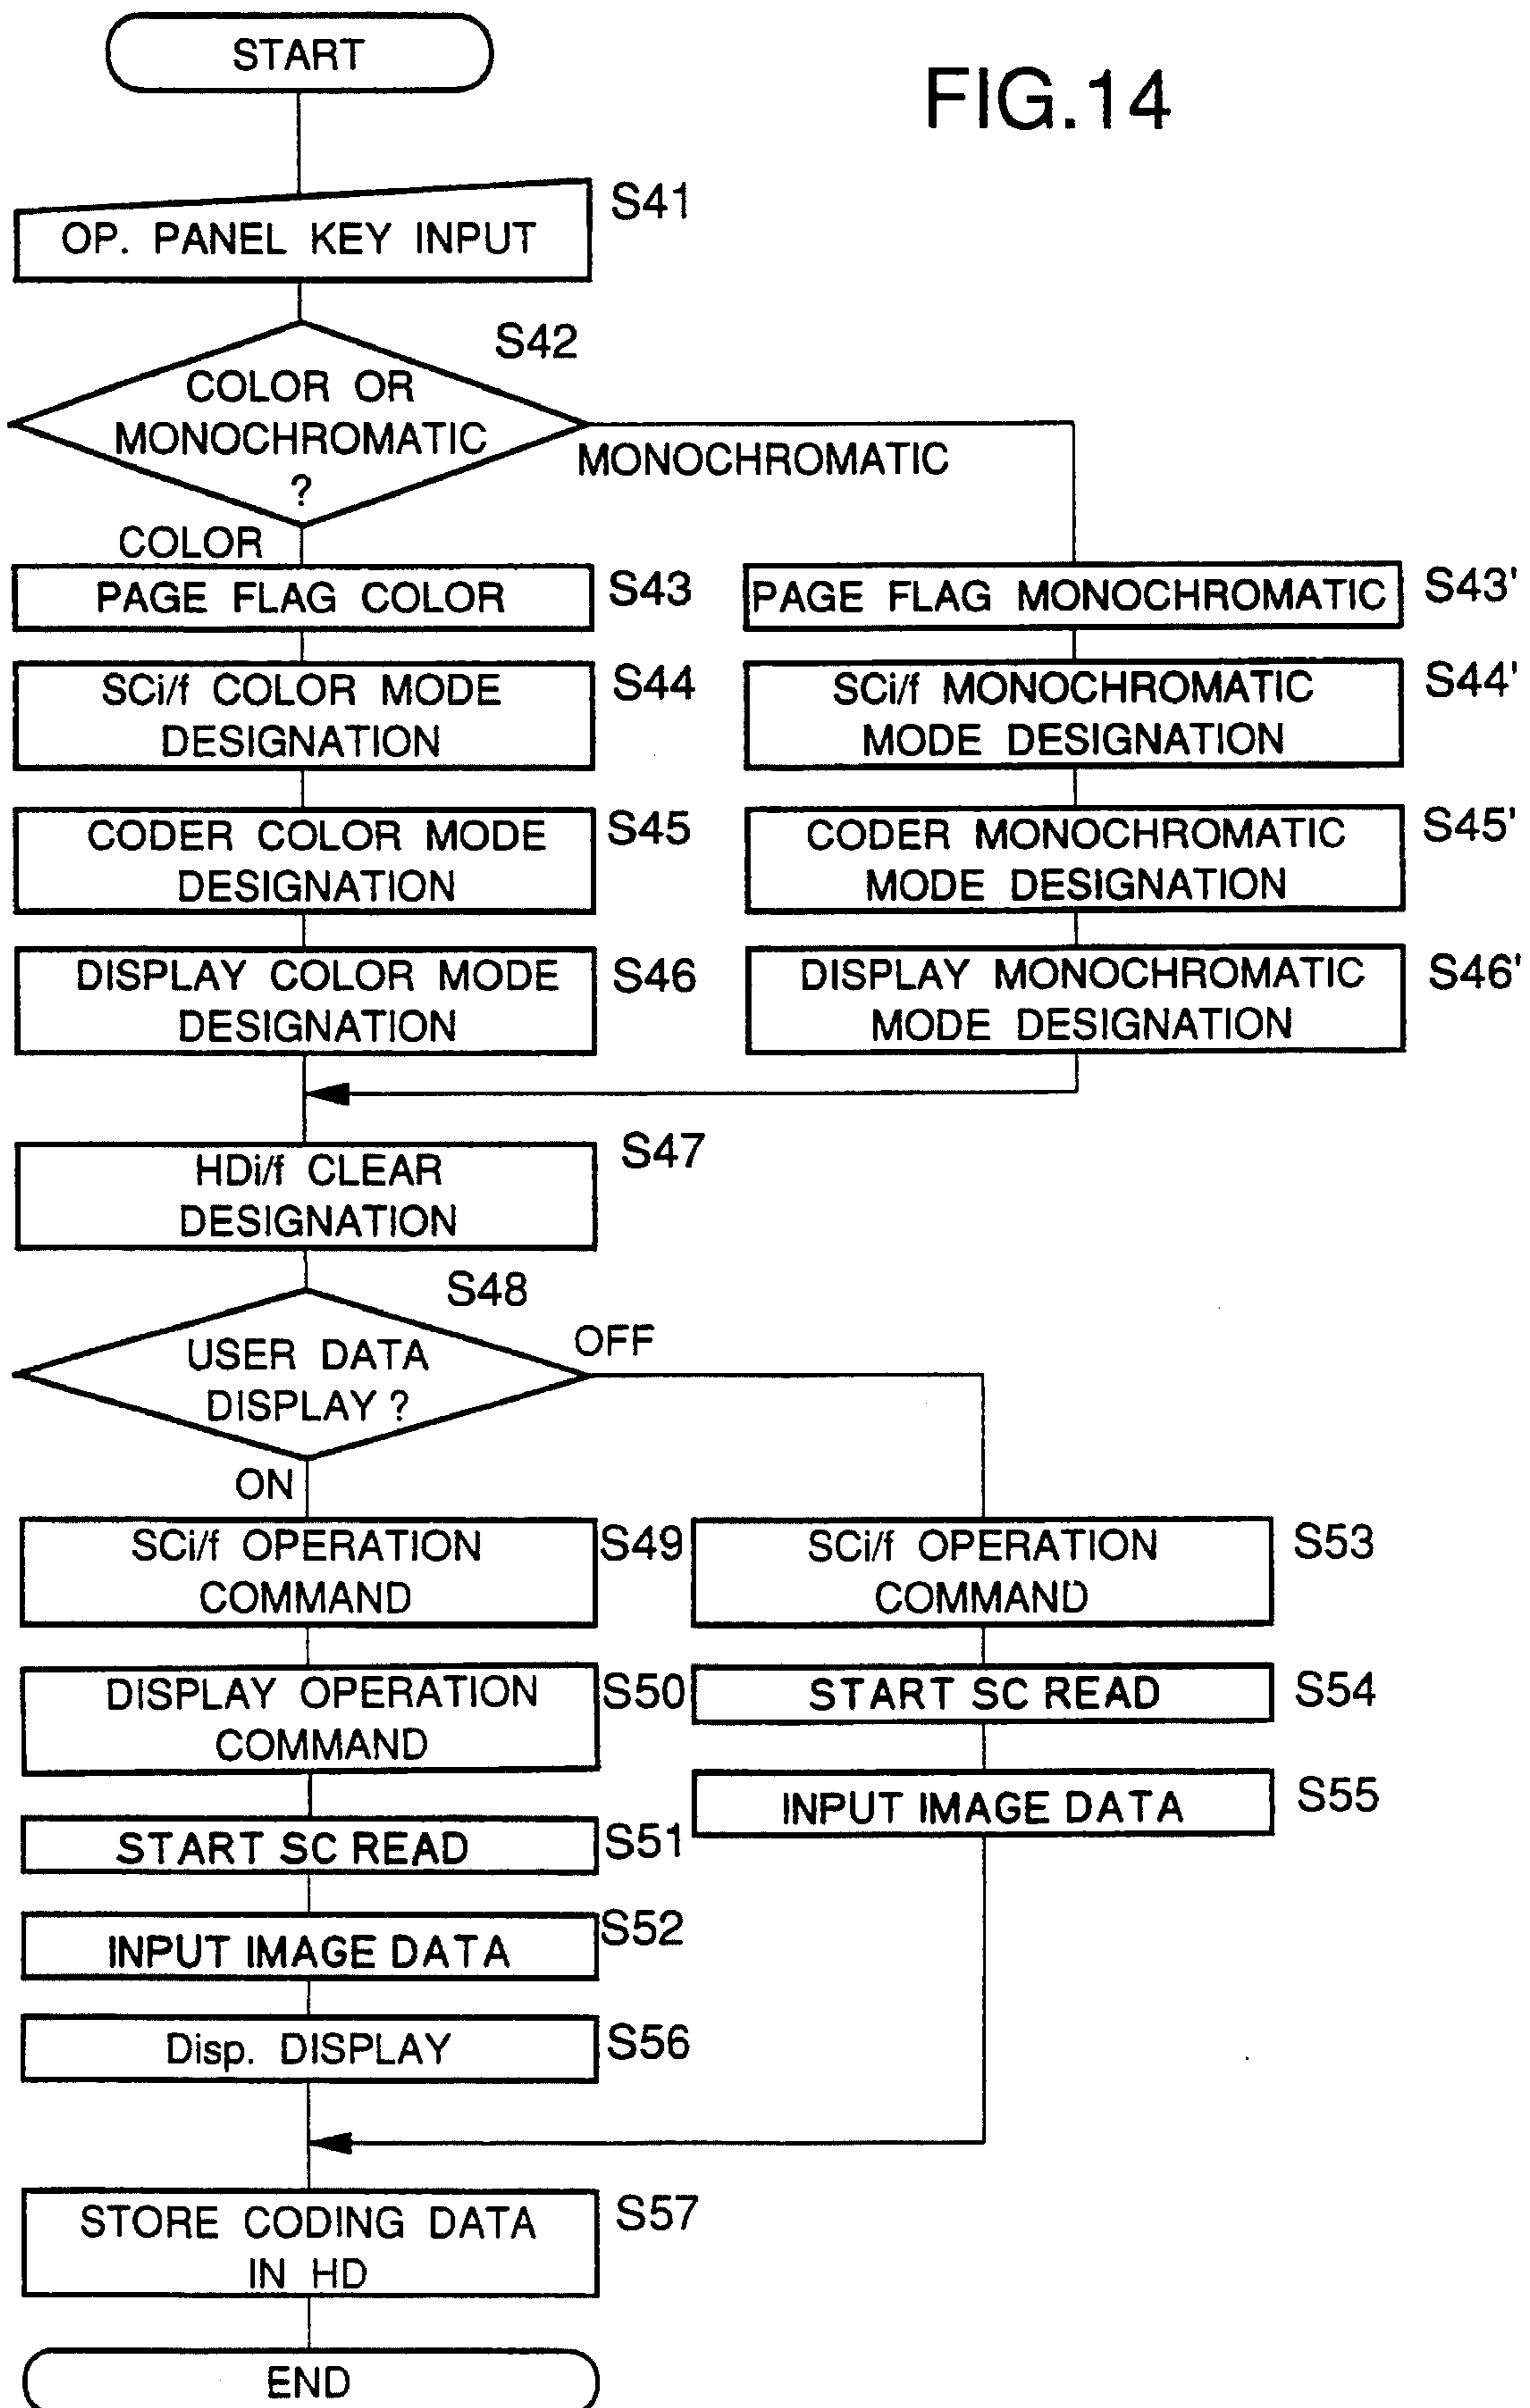 START
FIG.14
OP. PANEL KEY INPUT
S41
S42
COLOR OR
MONOCHROMATIC
?
MONOCHROMATIC
COLOR
PAGE FLAG COLOR
S43
PAGE FLAG MONOCHROMATIC
S43'
SCi/f COLOR MODE
DESIGNATION
S44
SCi/f MONOCHROMATIC
MODE DESIGNATION
S44'
CODER COLOR MODE
DESIGNATION
S45
CODER MONOCHROMATIC
MODE DESIGNATION
S45'
DISPLAY COLOR MODE
DESIGNATION
S46
DISPLAY MONOCHROMATIC
MODE DESIGNATION
S46'
HDi/f CLEAR
DESIGNATION
S47
S48
USER DATA
DISPLAY ?
OFF
ON
SCi/f OPERATION
COMMAND
S49
SCi/f OPERATION
COMMAND
S53
DISPLAY OPERATION
COMMAND
S50
START SC READ
S54
START SC READ
S51
INPUT IMAGE DATA
S55
INPUT IMAGE DATA
S52
Disp. DISPLAY
S56
STORE CODING DATA
IN HD
S57
END